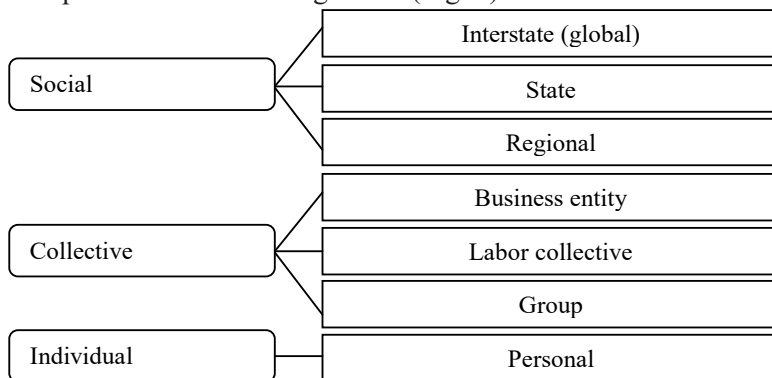 Interstate (global)
Social
State
Regional
Business entity
Collective
Labor collective
Group
Individual
Personal